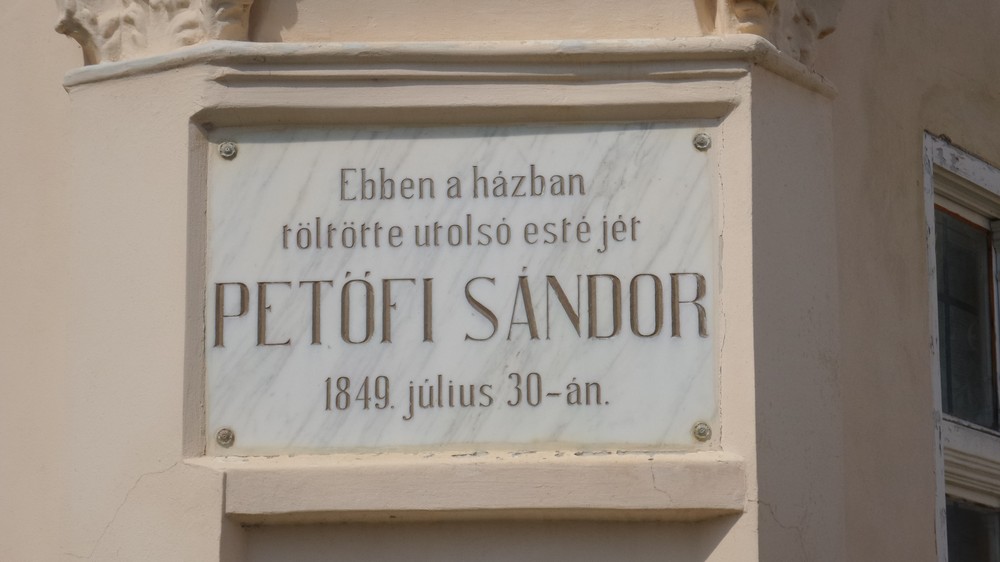 Ebben a házban
töltötte utolsó estéjét
PETŐFI SÁNDOR
1849. július 30-án.